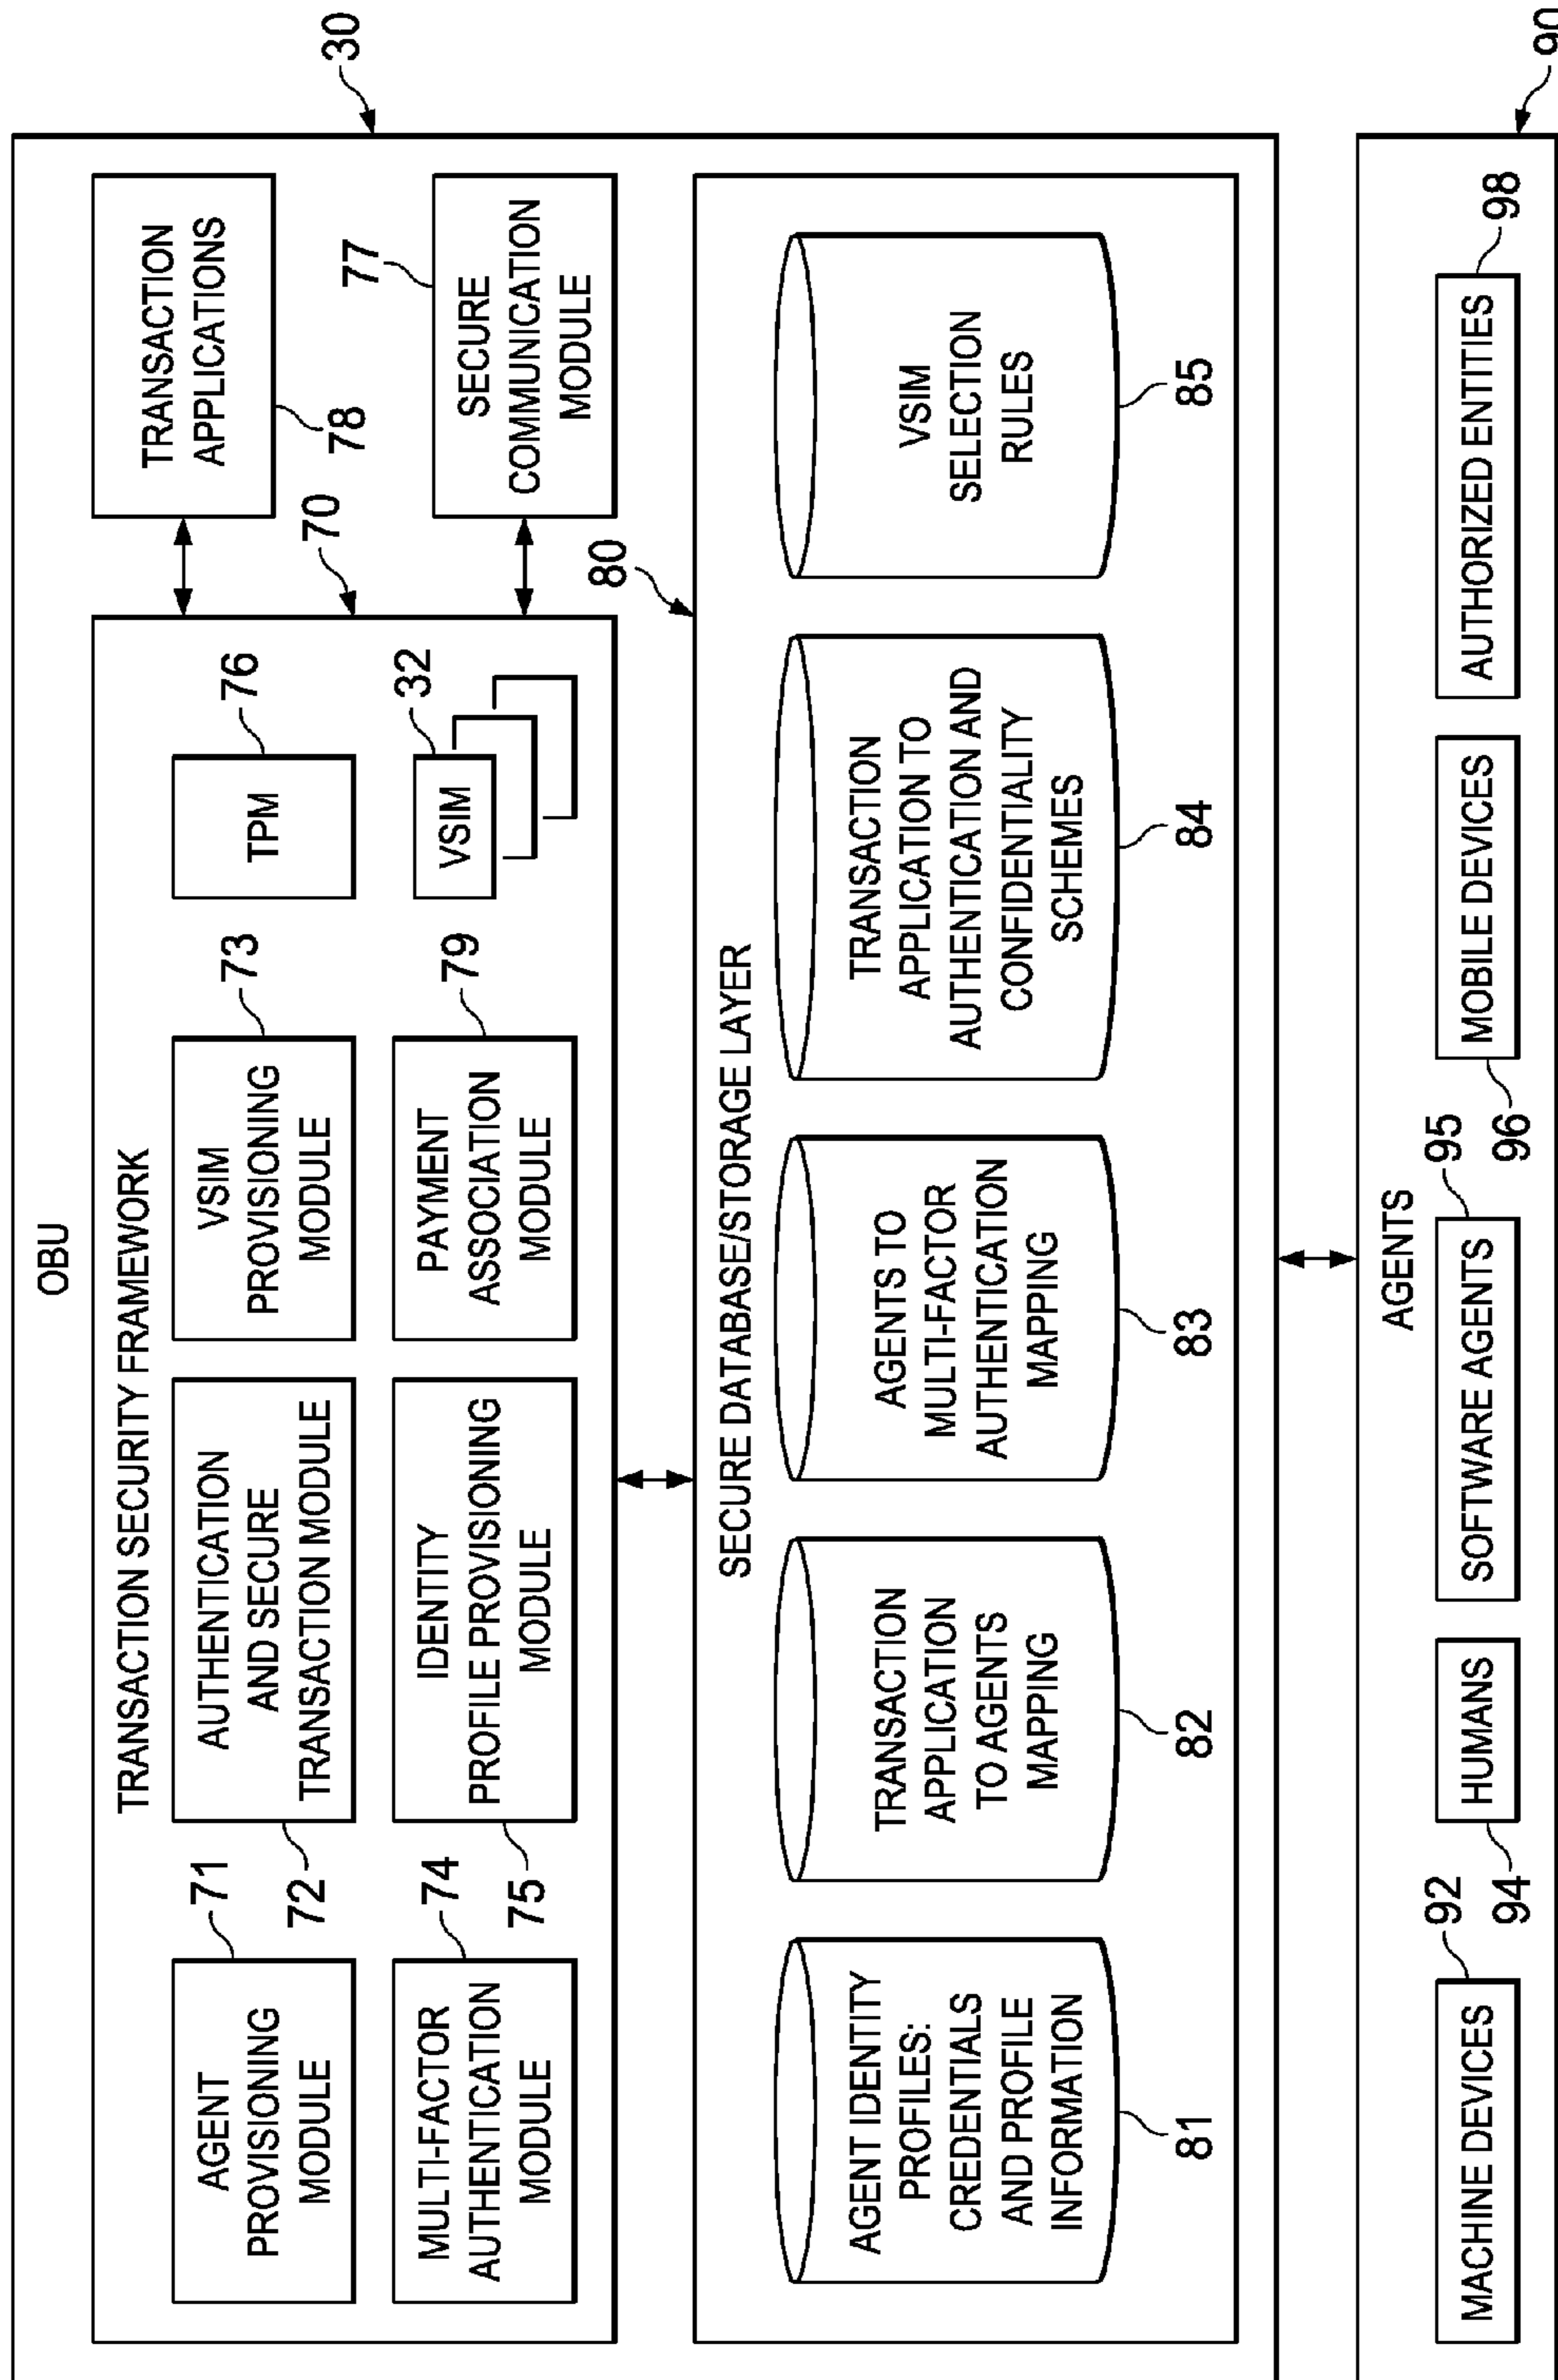 OBU
30
TRANSACTION SECURITY FRAMEWORK
70
AGENT
PROVISIONING
MODULE
71
AUTHENTICATION
AND SECURE
TRANSACTION MODULE
72
VSIM
PROVISIONING
MODULE
73
TPM
76
TRANSACTION
APPLICATIONS
78
MULTI-FACTOR
AUTHENTICATION
MODULE
74
IDENTITY
PROFILE PROVISIONING
MODULE
75
PAYMENT
ASSOCIATION
MODULE
79
VSIM
32
SECURE
COMMUNICATION
MODULE
77
SECURE DATABASE/STORAGE LAYER
80
AGENT IDENTITY
PROFILES:
CREDENTIALS
AND PROFILE
INFORMATION
81
TRANSACTION
APPLICATION
TO AGENTS
MAPPING
82
AGENTS TO
MULTI-FACTOR
AUTHENTICATION
MAPPING
83
TRANSACTION
APPLICATION TO
AUTHENTICATION AND
CONFIDENTIALITY
SCHEMES
84
VSIM
SELECTION
RULES
85
AGENTS
90
MACHINE DEVICES
92
HUMANS
94
SOFTWARE AGENTS
95
MOBILE DEVICES
96
AUTHORIZED ENTITIES
98